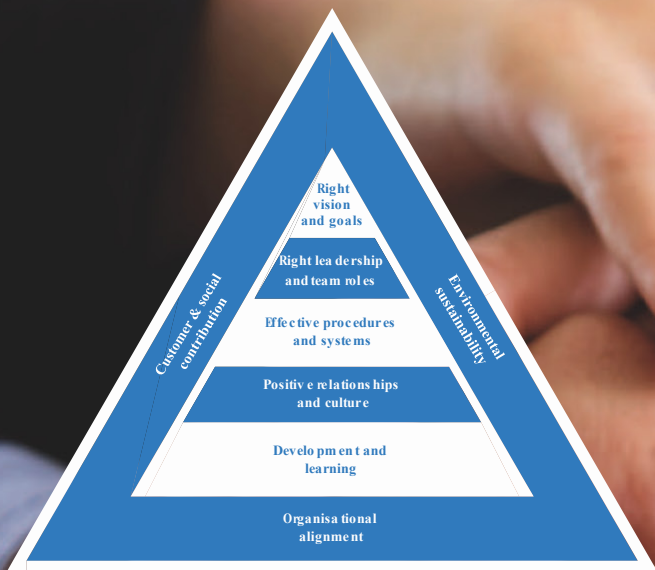 Right
vision
and goals
Right leadership
and team roles
Customer & social
contribution
Environmental
sustainability
Effective procedures
and systems
Positive relationships
and culture
Development and
learning
Organisational
alignment